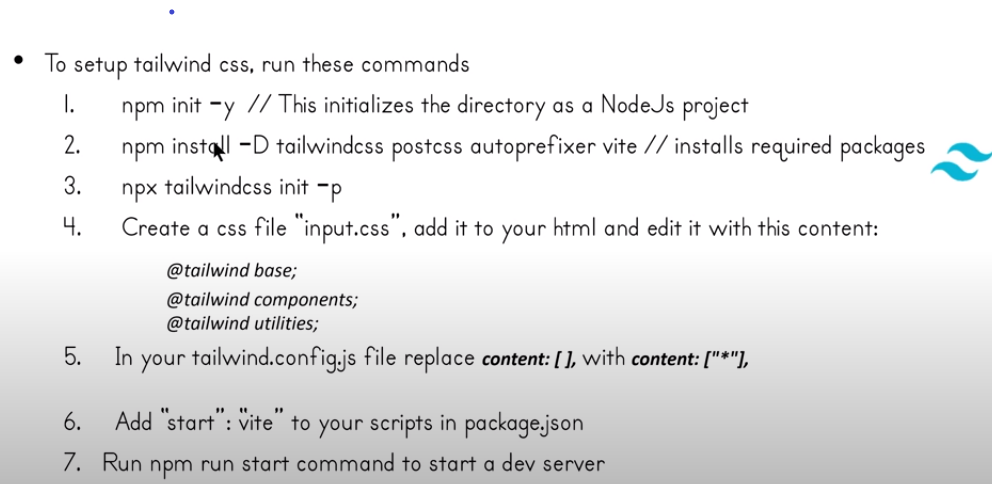 • To setup tailwind css, run these commands
1. npm init -y // This initializes the directory as a NodeJs project
2. npm install -D tailwindcss postcss autoprefixer vite // installs required packages
3. npx tailwindcss init -p
4. Create a css file "input.css", add it to your html and edit it with this content:
@tailwind base;
@tailwind components;
@tailwind utilities;
5. In your tailwind.config.js file replace content: [ ], with content: ["*"],
6. Add "start": "vite" to your scripts in package.json
7. Run npm run start command to start a dev server